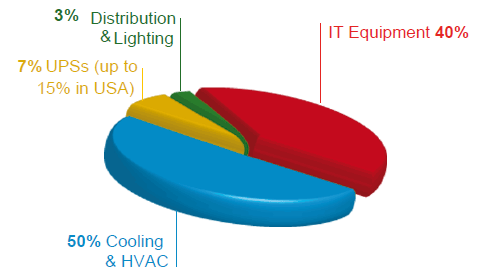 3% Distribution
& Lighting
IT Equipment 40%
7% UPSs (up to
15% in USA)
50% Cooling
& HVAC